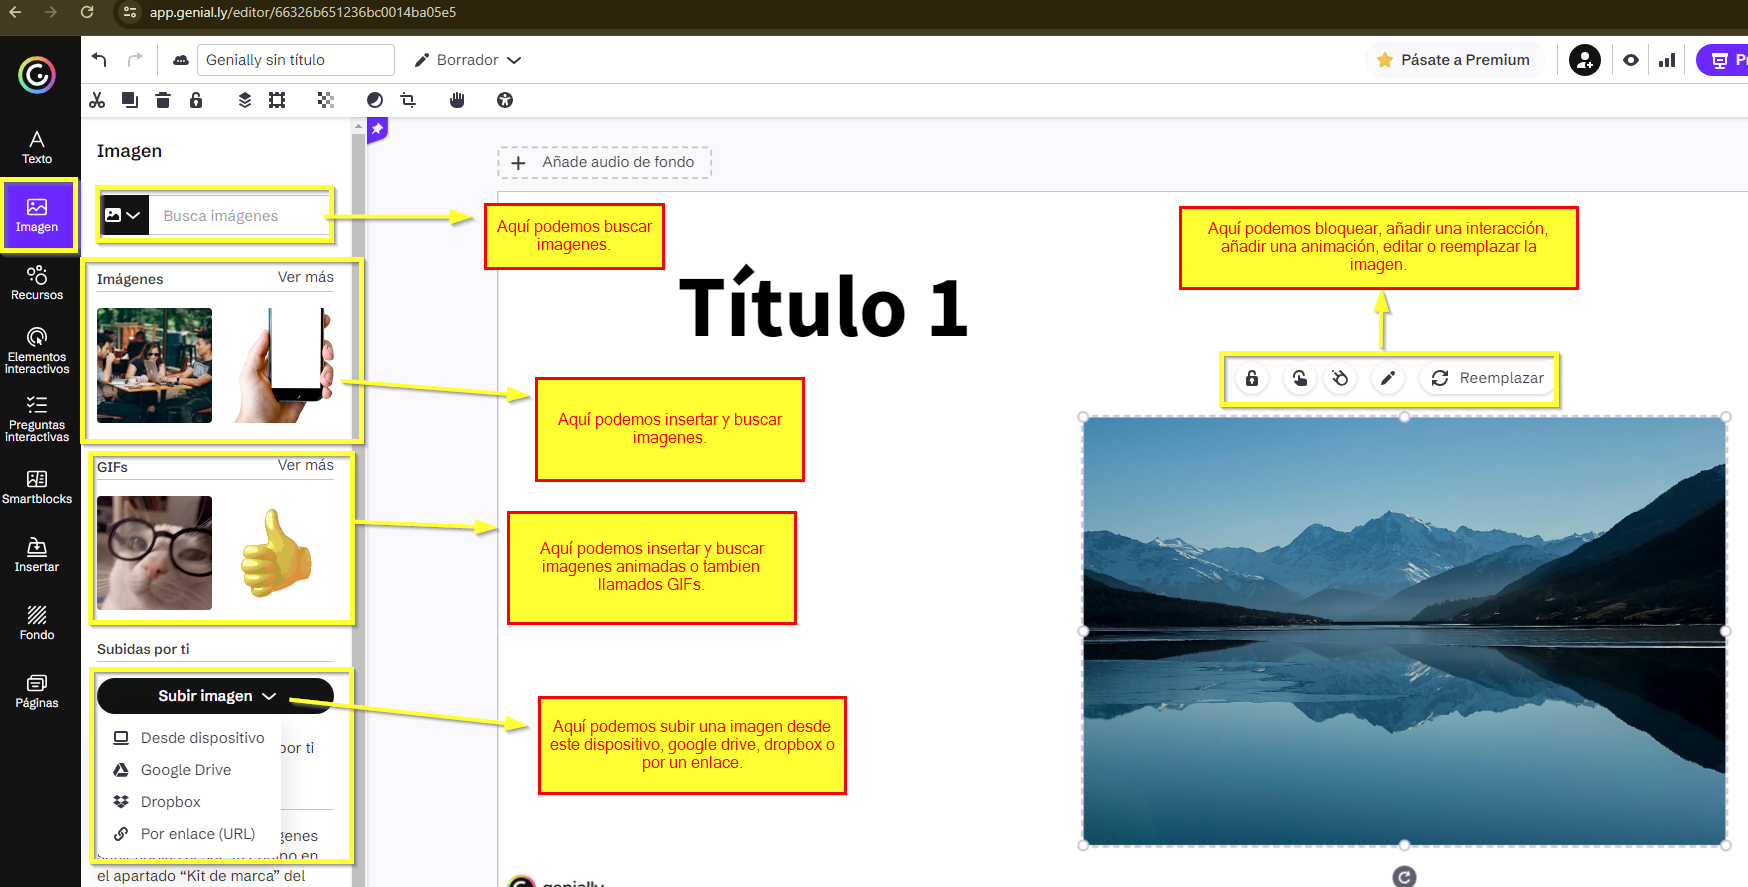 app.genial.ly/editor/66326b651236bc0014ba05e5
Genially sin título
Borrador
Pásate a Premium
Texto
Imagen
Recursos
Elementos
interactivos
Preguntas
interactivas
Smartblocks
Insertar
Fondo
Páginas
Imagen
Busca imágenes
Imágenes
Ver más
GIFs
Ver más
Subidas por ti
Subir imagen
Desde dispositivo
por ti
Google Drive
Dropbox
Por enlace (URL)
en
el apartado “Kit de marca” del
Añade audio de fondo
Aquí podemos buscar
imagenes.
Título 1
Aquí podemos insertar y buscar
imagenes.
Aquí podemos insertar y buscar
imagenes animadas o tambien
llamados GIFs.
Aquí podemos subir una imagen desde
este dispositivo, google drive, dropbox o
por un enlace.
Aquí podemos bloquear, añadir una interacción,
añadir una animación, editar o reemplazar la
imagen.
Reemplazar
genially